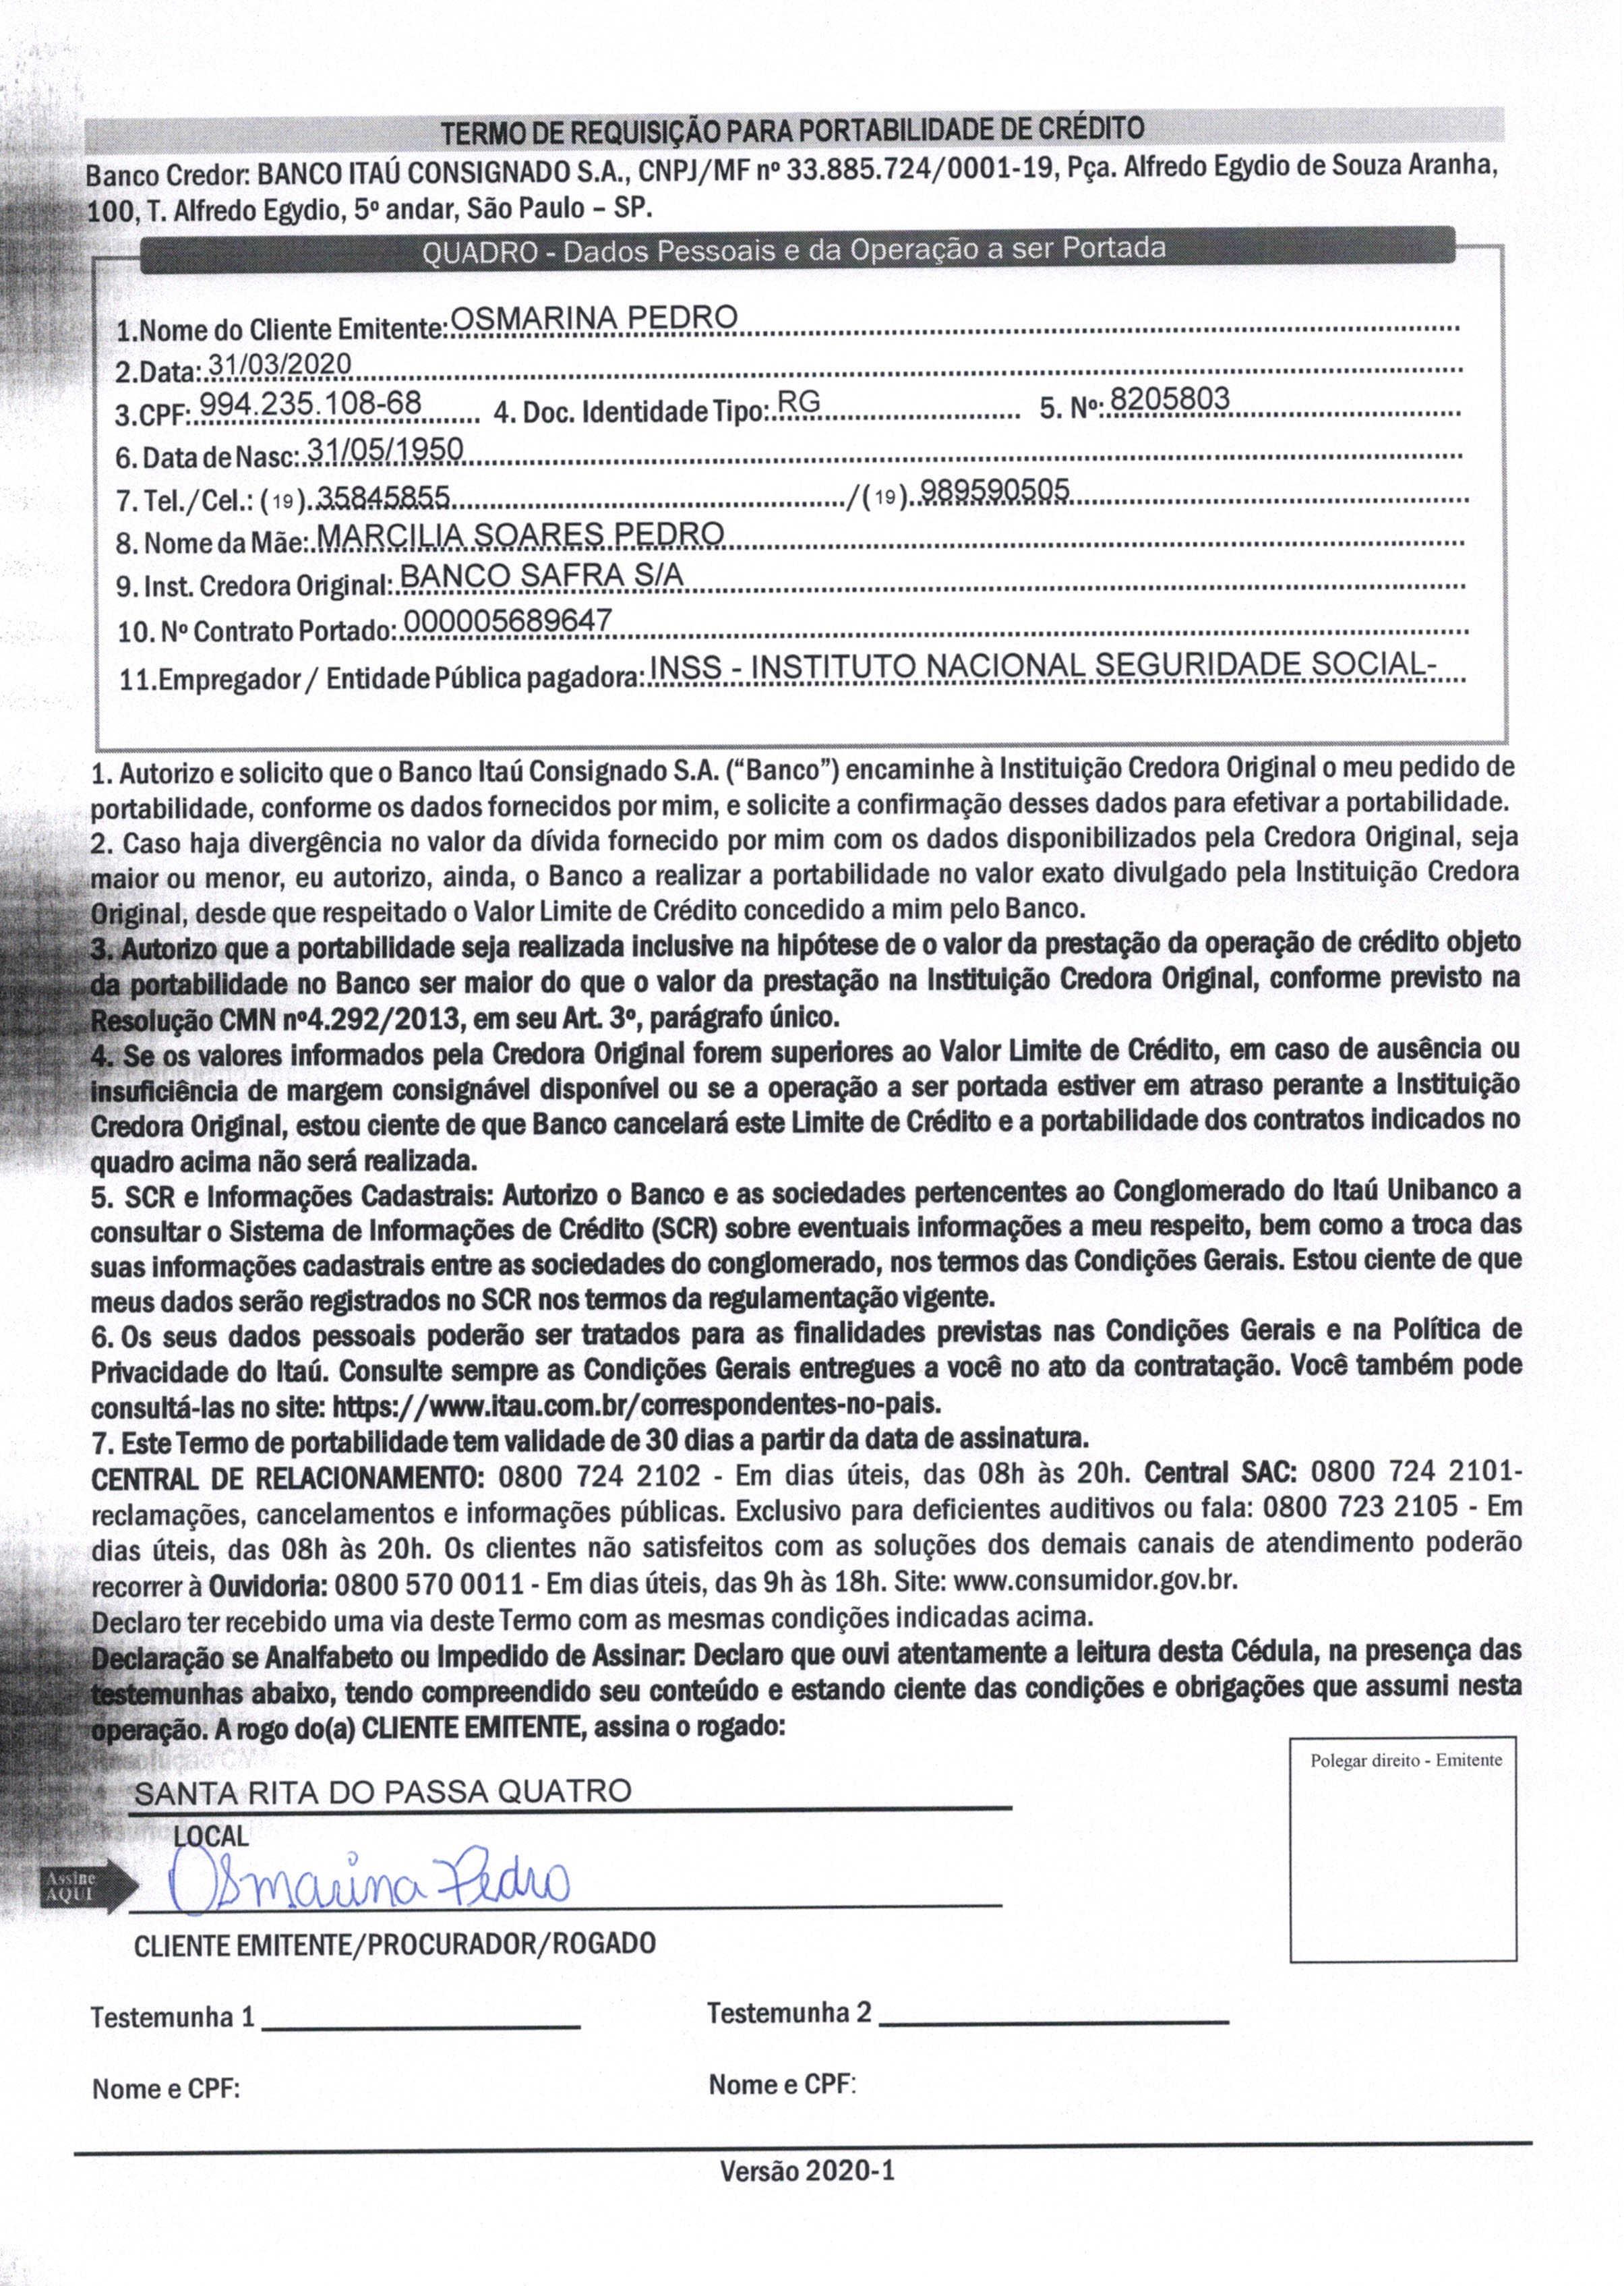 TERMO DE REQUISIÇÃO PARA PORTABILIDADE DE CRÉDITO
Banco Credor: BANCO ITAÚ CONSIGNADO S.A., CNPJ/MF nº 33.885.724/0001-19, Pça. Alfredo Egydio de Souza Aranha,
100, T. Alfredo Egydio, 5º andar, São Paulo – SP.
QUADRO - Dados Pessoais e da Operação a ser Portada
1.Nome do Cliente Emitente: OSMARINA PEDRO
2.Data: 31/03/2020
3.CPF: 994.235.108-68 4. Doc. Identidade Tipo: RG 5. Nº: 8205803
6. Data de Nasc: 31/05/1950
7. Tel./Cel.: (19) 35845855 /(19) 989590505
8. Nome da Mãe: MARCILIA SOARES PEDRO
9. Inst. Credora Original: BANCO SAFRA S/A
10. Nº Contrato Portado: 000005689647
11.Empregador / Entidade Pública pagadora: INSS - INSTITUTO NACIONAL SEGURIDADE SOCIAL-
1. Autorizo e solicito que o Banco Itaú Consignado S.A. (“Banco”) encaminhe à Instituição Credora Original o meu pedido de
portabilidade, conforme os dados fornecidos por mim, e solicite a confirmação desses dados para efetivar a portabilidade.
2. Caso haja divergência no valor da dívida fornecido por mim com os dados disponibilizados pela Credora Original, seja
maior ou menor, eu autorizo, ainda, o Banco a realizar a portabilidade no valor exato divulgado pela Instituição Credora
Original, desde que respeitado o Valor Limite de Crédito concedido a mim pelo Banco.
3. Autorizo que a portabilidade seja realizada inclusive na hipótese de o valor da prestação da operação de crédito objeto
da portabilidade no Banco ser maior do que o valor da prestação na Instituição Credora Original, conforme previsto na
Resolução CMN nº4.292/2013, em seu Art. 3º, parágrafo único.
4. Se os valores informados pela Credora Original forem superiores ao Valor Limite de Crédito, em caso de ausência ou
insuficiência de margem consignável disponível ou se a operação a ser portada estiver em atraso perante a Instituição
Credora Original, estou ciente de que Banco cancelará este Limite de Crédito e a portabilidade dos contratos indicados no
quadro acima não será realizada.
5. SCR e Informações Cadastrais: Autorizo o Banco e as sociedades pertencentes ao Conglomerado do Itaú Unibanco a
consultar o Sistema de Informações de Crédito (SCR) sobre eventuais informações a meu respeito, bem como a troca das
suas informações cadastrais entre as sociedades do conglomerado, nos termos das Condições Gerais. Estou ciente de que
meus dados serão registrados no SCR nos termos da regulamentação vigente.
6. Os seus dados pessoais poderão ser tratados para as finalidades previstas nas Condições Gerais e na Política de
Privacidade do Itaú. Consulte sempre as Condições Gerais entregues a você no ato da contratação. Você também pode
consultá-las no site: https://www.itau.com.br/correspondentes-no-pais.
7. Este Termo de portabilidade tem validade de 30 dias a partir da data de assinatura.
CENTRAL DE RELACIONAMENTO: 0800 724 2102 - Em dias úteis, das 08h às 20h. Central SAC: 0800 724 2101-
reclamações, cancelamentos e informações públicas. Exclusivo para deficientes auditivos ou fala: 0800 723 2105 - Em
dias úteis, das 08h às 20h. Os clientes não satisfeitos com as soluções dos demais canais de atendimento poderão
recorrer à Ouvidoria: 0800 570 0011 - Em dias úteis, das 9h às 18h. Site: www.consumidor.gov.br.
Declaro ter recebido uma via deste Termo com as mesmas condições indicadas acima.
Declaração se Analfabeto ou Impedido de Assinar: Declaro que ouvi atentamente a leitura desta Cédula, na presença das
testemunhas abaixo, tendo compreendido seu conteúdo e estando ciente das condições e obrigações que assumi nesta
operação. A rogo do(a) CLIENTE EMITENTE, assina o rogado:
Polegar direito - Emitente
SANTA RITA DO PASSA QUATRO
LOCAL
Assine
AQUI
Osmarina Pedro
CLIENTE EMITENTE/PROCURADOR/ROGADO
Testemunha 1 Testemunha 2
Nome e CPF: Nome e CPF:
Versão 2020-1